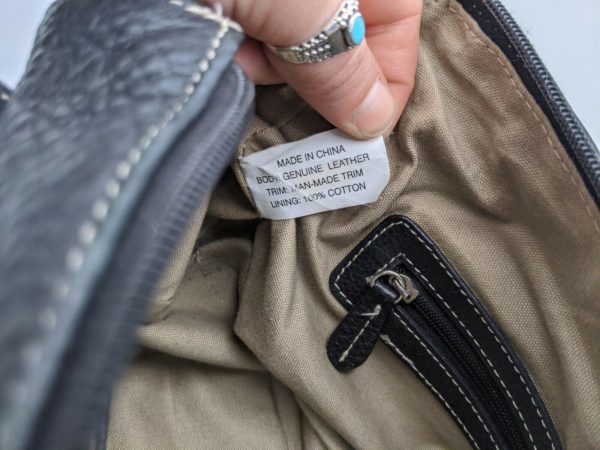 MADE IN CHINA
BODY: GENUINE LEATHER
TRIM: MAN-MADE TRIM
LINING: 100% COTTON